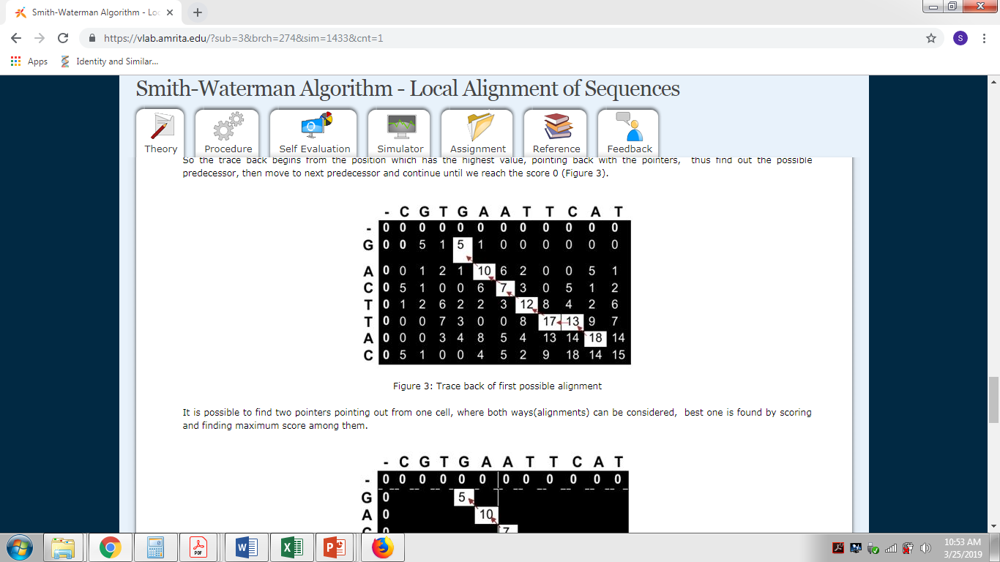 Smith-Waterman Algorithm - Loc
https://vlab.amrita.edu/?sub=3&brch=274&sim=1433&cnt=1
S
Apps Identity and Similar...
Smith-Waterman Algorithm - Local Alignment of Sequences
Theory Procedure Self Evaluation Simulator Assignment Reference Feedback
So the trace back begins from the position which has the highest value, pointing back with the pointers, thus find out the possible
predecessor, then move to next predecessor and continue until we reach the score 0 (Figure 3).
- C G T G A A T T C A T
- 0 0 0 0 0 0 0 0 0 0 0 0
G 0 0 5 1 5 1 0 0 0 0 0 0
A 0 0 1 2 1 10 6 2 0 0 5 1
C 0 5 1 0 0 6 7 3 0 5 1 2
T 0 1 2 6 2 2 3 12 8 4 2 6
T 0 0 0 7 3 0 0 8 17 13 9 7
A 0 0 0 3 4 8 5 4 13 14 18 14
C 0 5 1 0 0 4 5 2 9 18 14 15
Figure 3: Trace back of first possible alignment
It is possible to find two pointers pointing out from one cell, where both ways(alignments) can be considered, best one is found by scoring
and finding maximum score among them.
- C G T G A A T T C A T
- 0 0 0 0 0 0 0 0 0 0 0 0
G 0 5
A 0 10
C 0 7
PDF
10:53 AM
3/25/2019